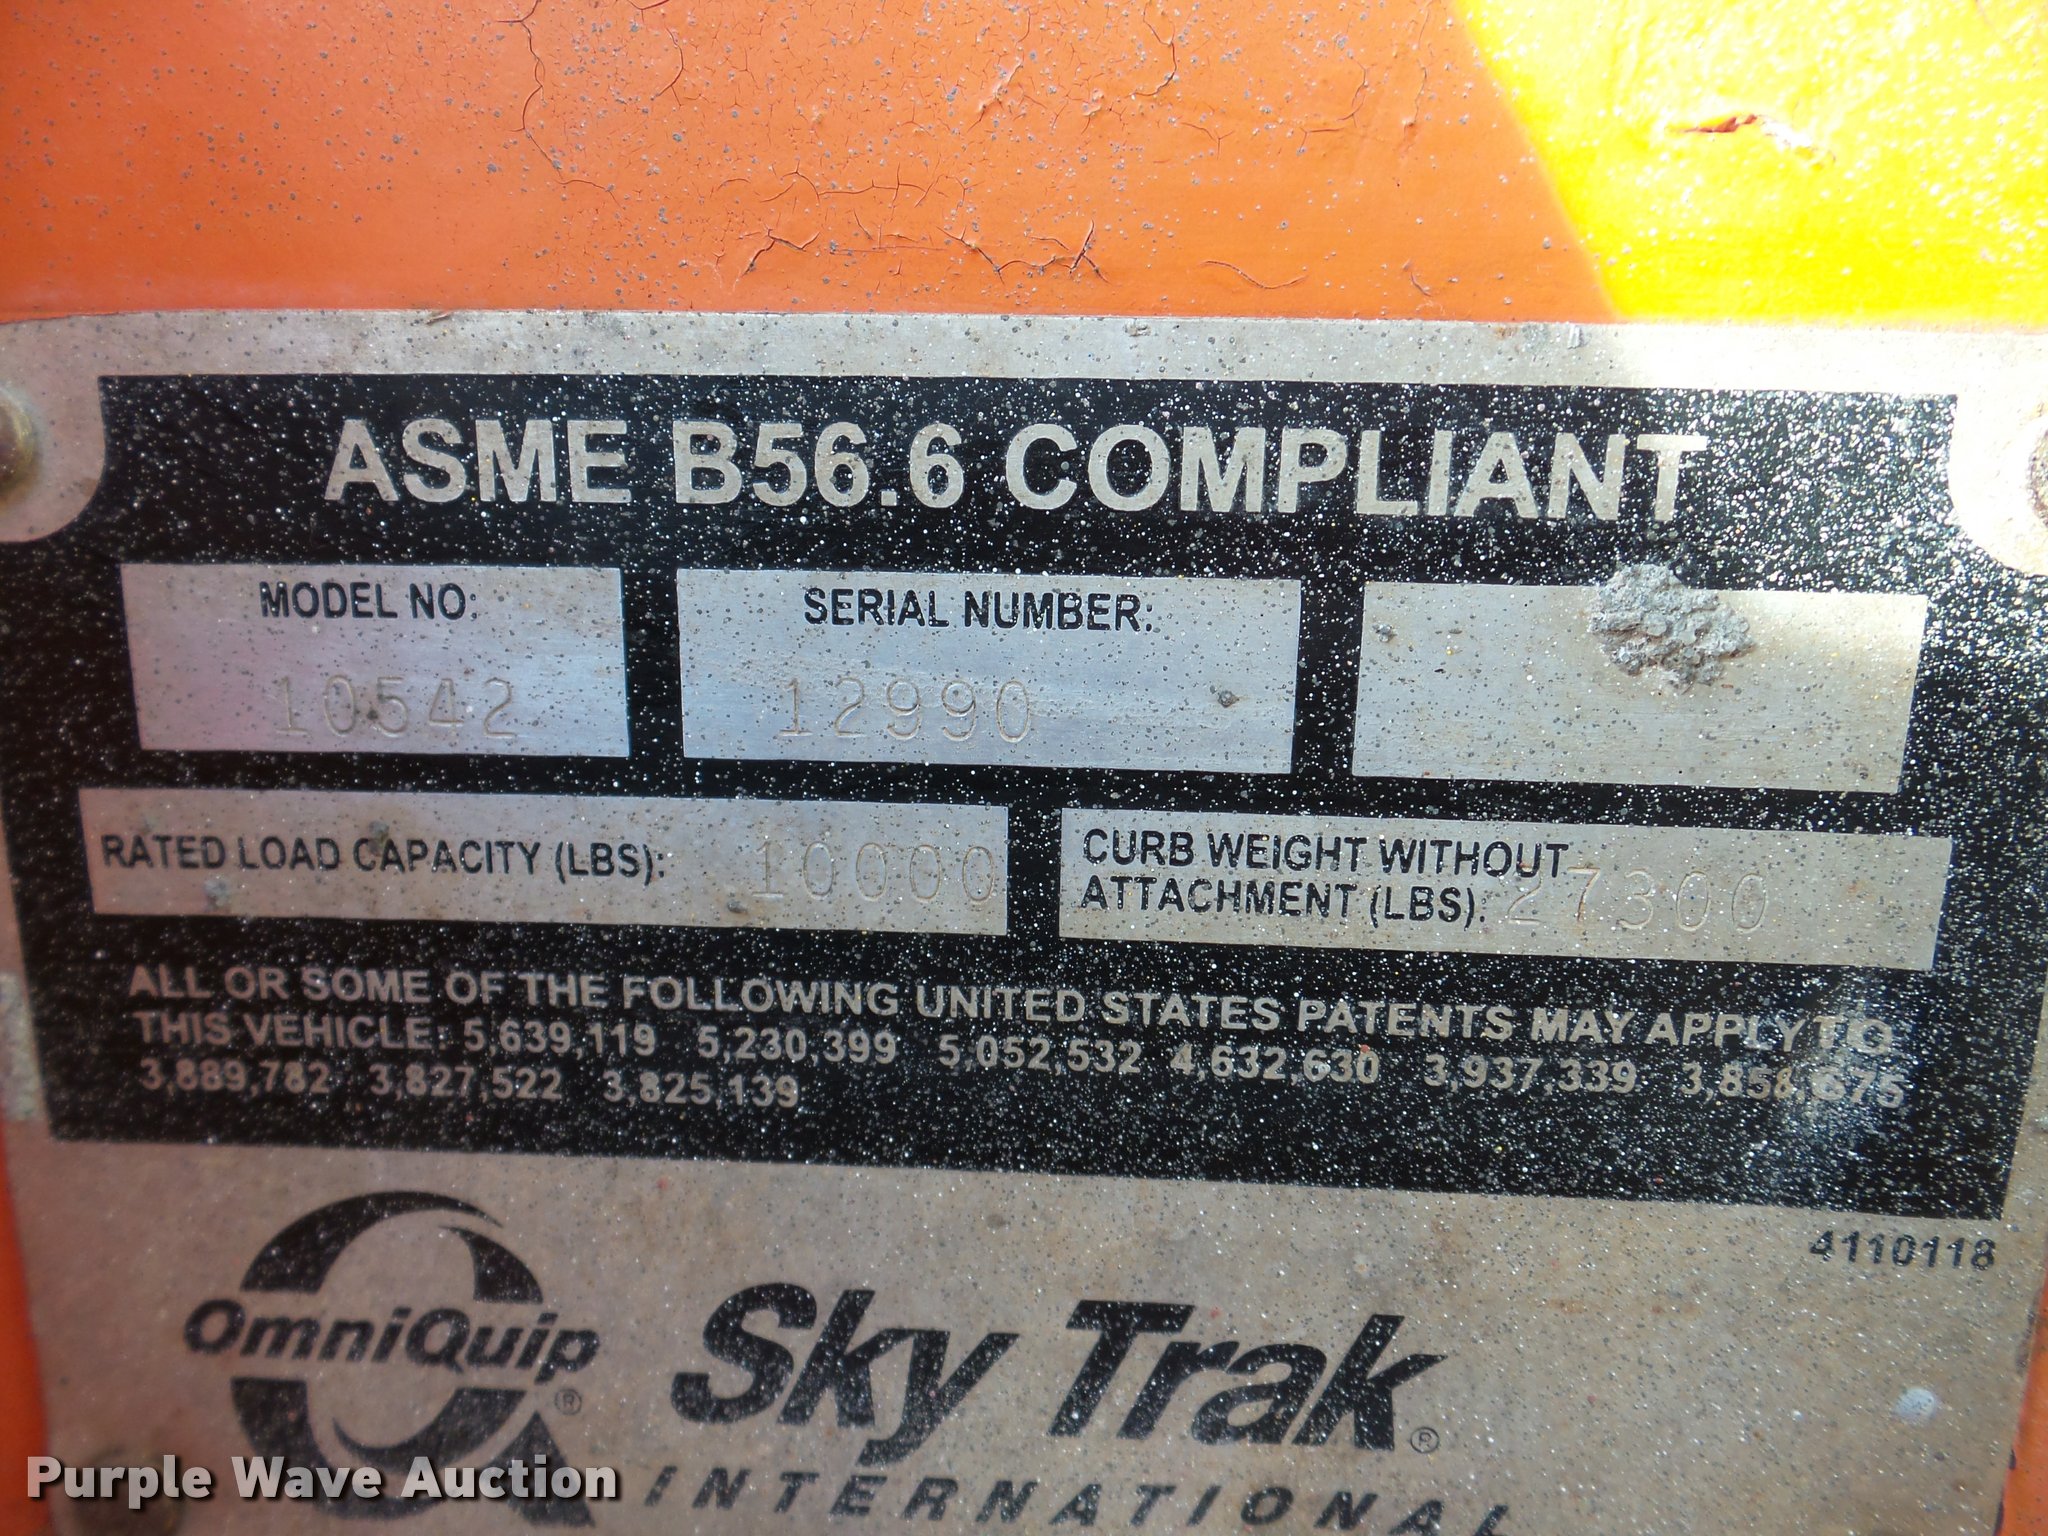 ASME B56.6 COMPLIANT
MODEL NO:
10542
SERIAL NUMBER:
12990
RATED LOAD CAPACITY (LBS): 10000
CURB WEIGHT WITHOUT
ATTACHMENT (LBS): 27300
ALL OR SOME OF THE FOLLOWING UNITED STATES PATENTS MAY APPLY TO
THIS VEHICLE: 5,639,119 5,230,399 5,052,532 4,632,630 3,937,339 3,858,675
3,889,782 3,827,522 3,825,139
4110118
OmniQuip®
Sky Trak®
INTERNATIONAL
Purple Wave Auction